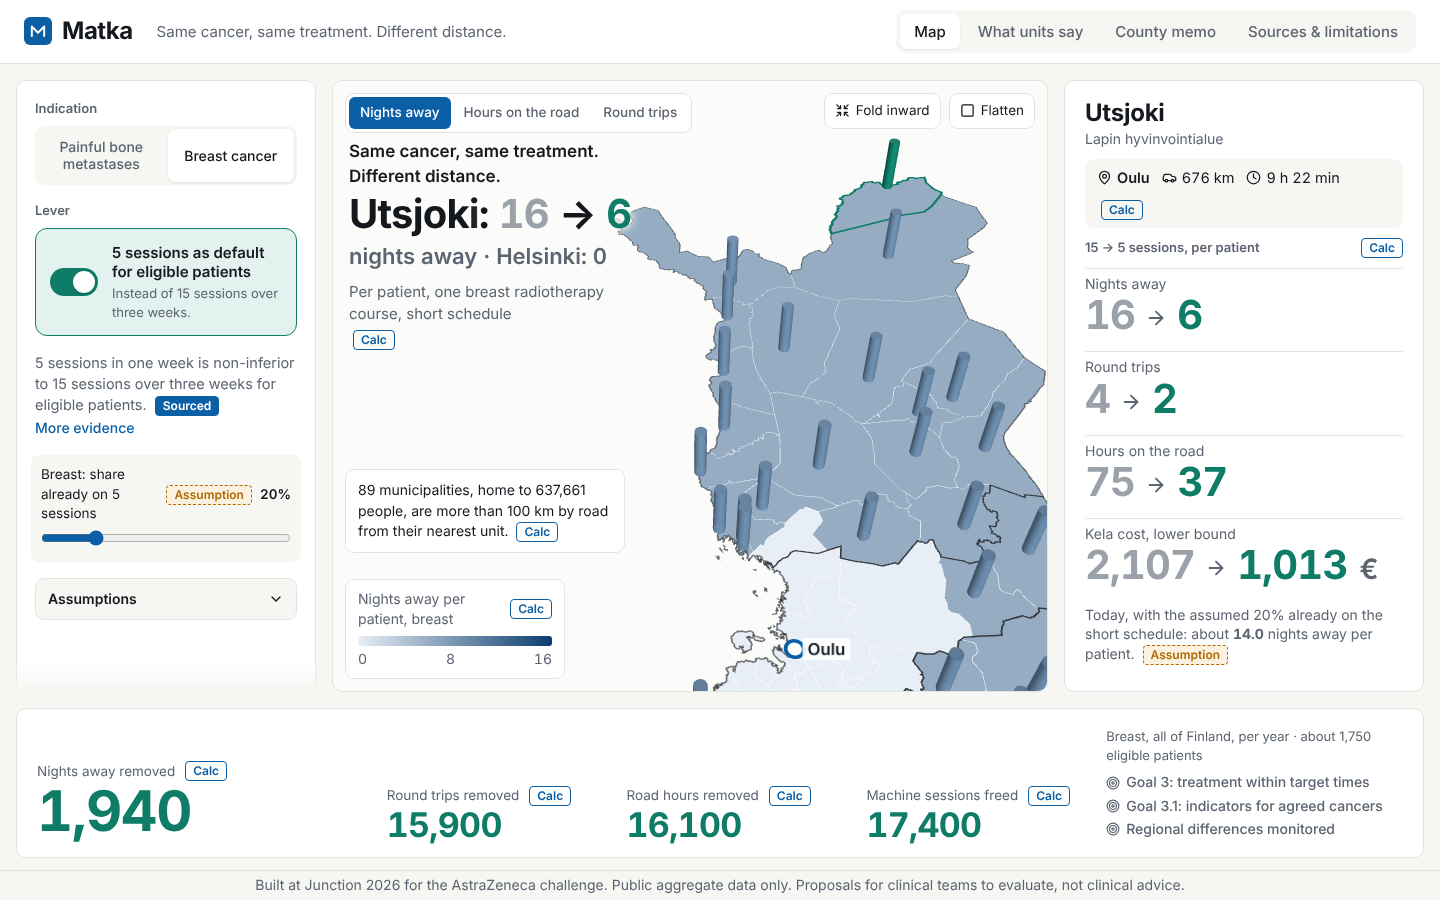 Matka
Same cancer, same treatment. Different distance.
Map
What units say
County memo
Sources & limitations
Indication
Painful bone
metastases
Breast cancer
Lever
5 sessions as default
for eligible patients
Instead of 15 sessions over
three weeks.
5 sessions in one week is non-inferior
to 15 sessions over three weeks for
eligible patients. Sourced
More evidence
Breast: share
already on 5
sessions
Assumption 20%
Assumptions
Nights away
Hours on the road
Round trips
Fold inward
Flatten
Same cancer, same treatment.
Different distance.
Utsjoki: 16 → 6
nights away · Helsinki: 0
Per patient, one breast radiotherapy
course, short schedule
Calc
89 municipalities, home to 637,661
people, are more than 100 km by road
from their nearest unit. Calc
Nights away per
patient, breast
Calc
0 8 16
Oulu
Utsjoki
Lapin hyvinvointialue
Oulu 676 km 9 h 22 min
Calc
15 → 5 sessions, per patient Calc
Nights away
16 → 6
Round trips
4 → 2
Hours on the road
75 → 37
Kela cost, lower bound
2,107 → 1,013 €
Today, with the assumed 20% already on the
short schedule: about 14.0 nights away per
patient. Assumption
Nights away removed Calc
1,940
Round trips removed Calc
15,900
Road hours removed Calc
16,100
Machine sessions freed Calc
17,400
Breast, all of Finland, per year · about 1,750
eligible patients
Goal 3: treatment within target times
Goal 3.1: indicators for agreed cancers
Regional differences monitored
Built at Junction 2026 for the AstraZeneca challenge. Public aggregate data only. Proposals for clinical teams to evaluate, not clinical advice.